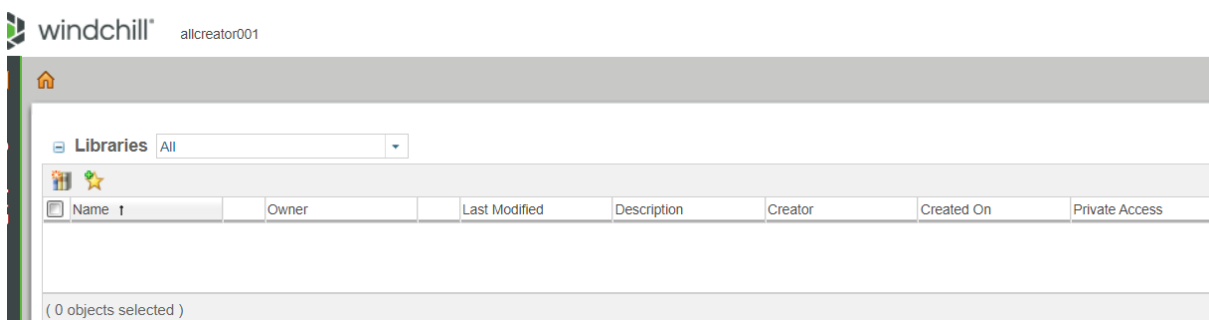 windchill® allcreator001
Libraries All
Name ↑ Owner Last Modified Description Creator Created On Private Access
( 0 objects selected )